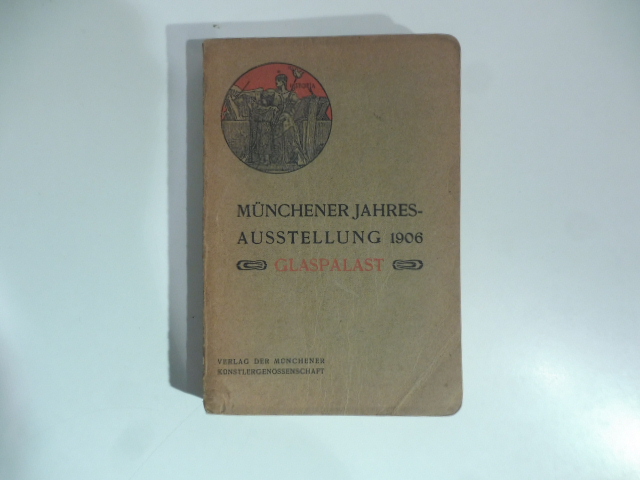 MÜNCHENER JAHRES-
AUSSTELLUNG 1906
GLASPALAST
VERLAG DER MÜNCHENER
KÜNSTLERGENOSSENSCHAFT